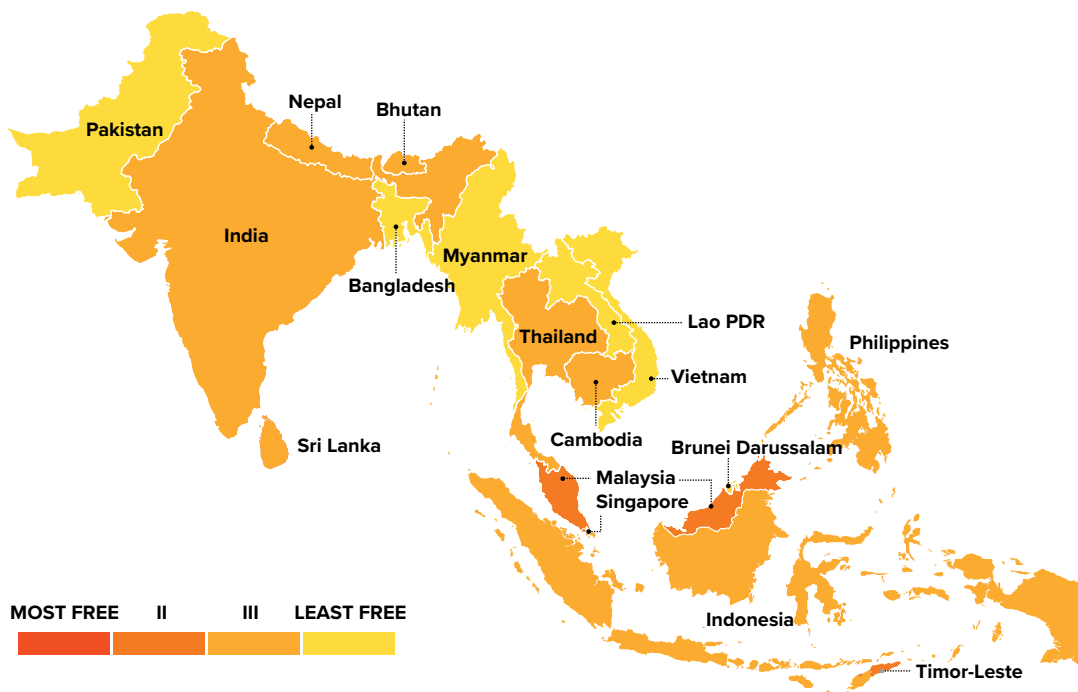 Nepal
Bhutan
Pakistan
India
Myanmar
Bangladesh
Lao PDR
Thailand
Philippines
Vietnam
Cambodia
Sri Lanka
Brunei Darussalam
Malaysia
Singapore
MOST FREE II III LEAST FREE
Indonesia
Timor-Leste